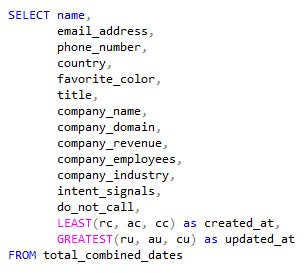 SELECT name,
email_address,
phone_number,
country,
favorite_color,
title,
company_name,
company_domain,
company_revenue,
company_employees,
company_industry,
intent_signals,
do_not_call,
LEAST(rc, ac, cc) as created_at,
GREATEST(ru, au, cu) as updated_at
FROM total_combined_dates